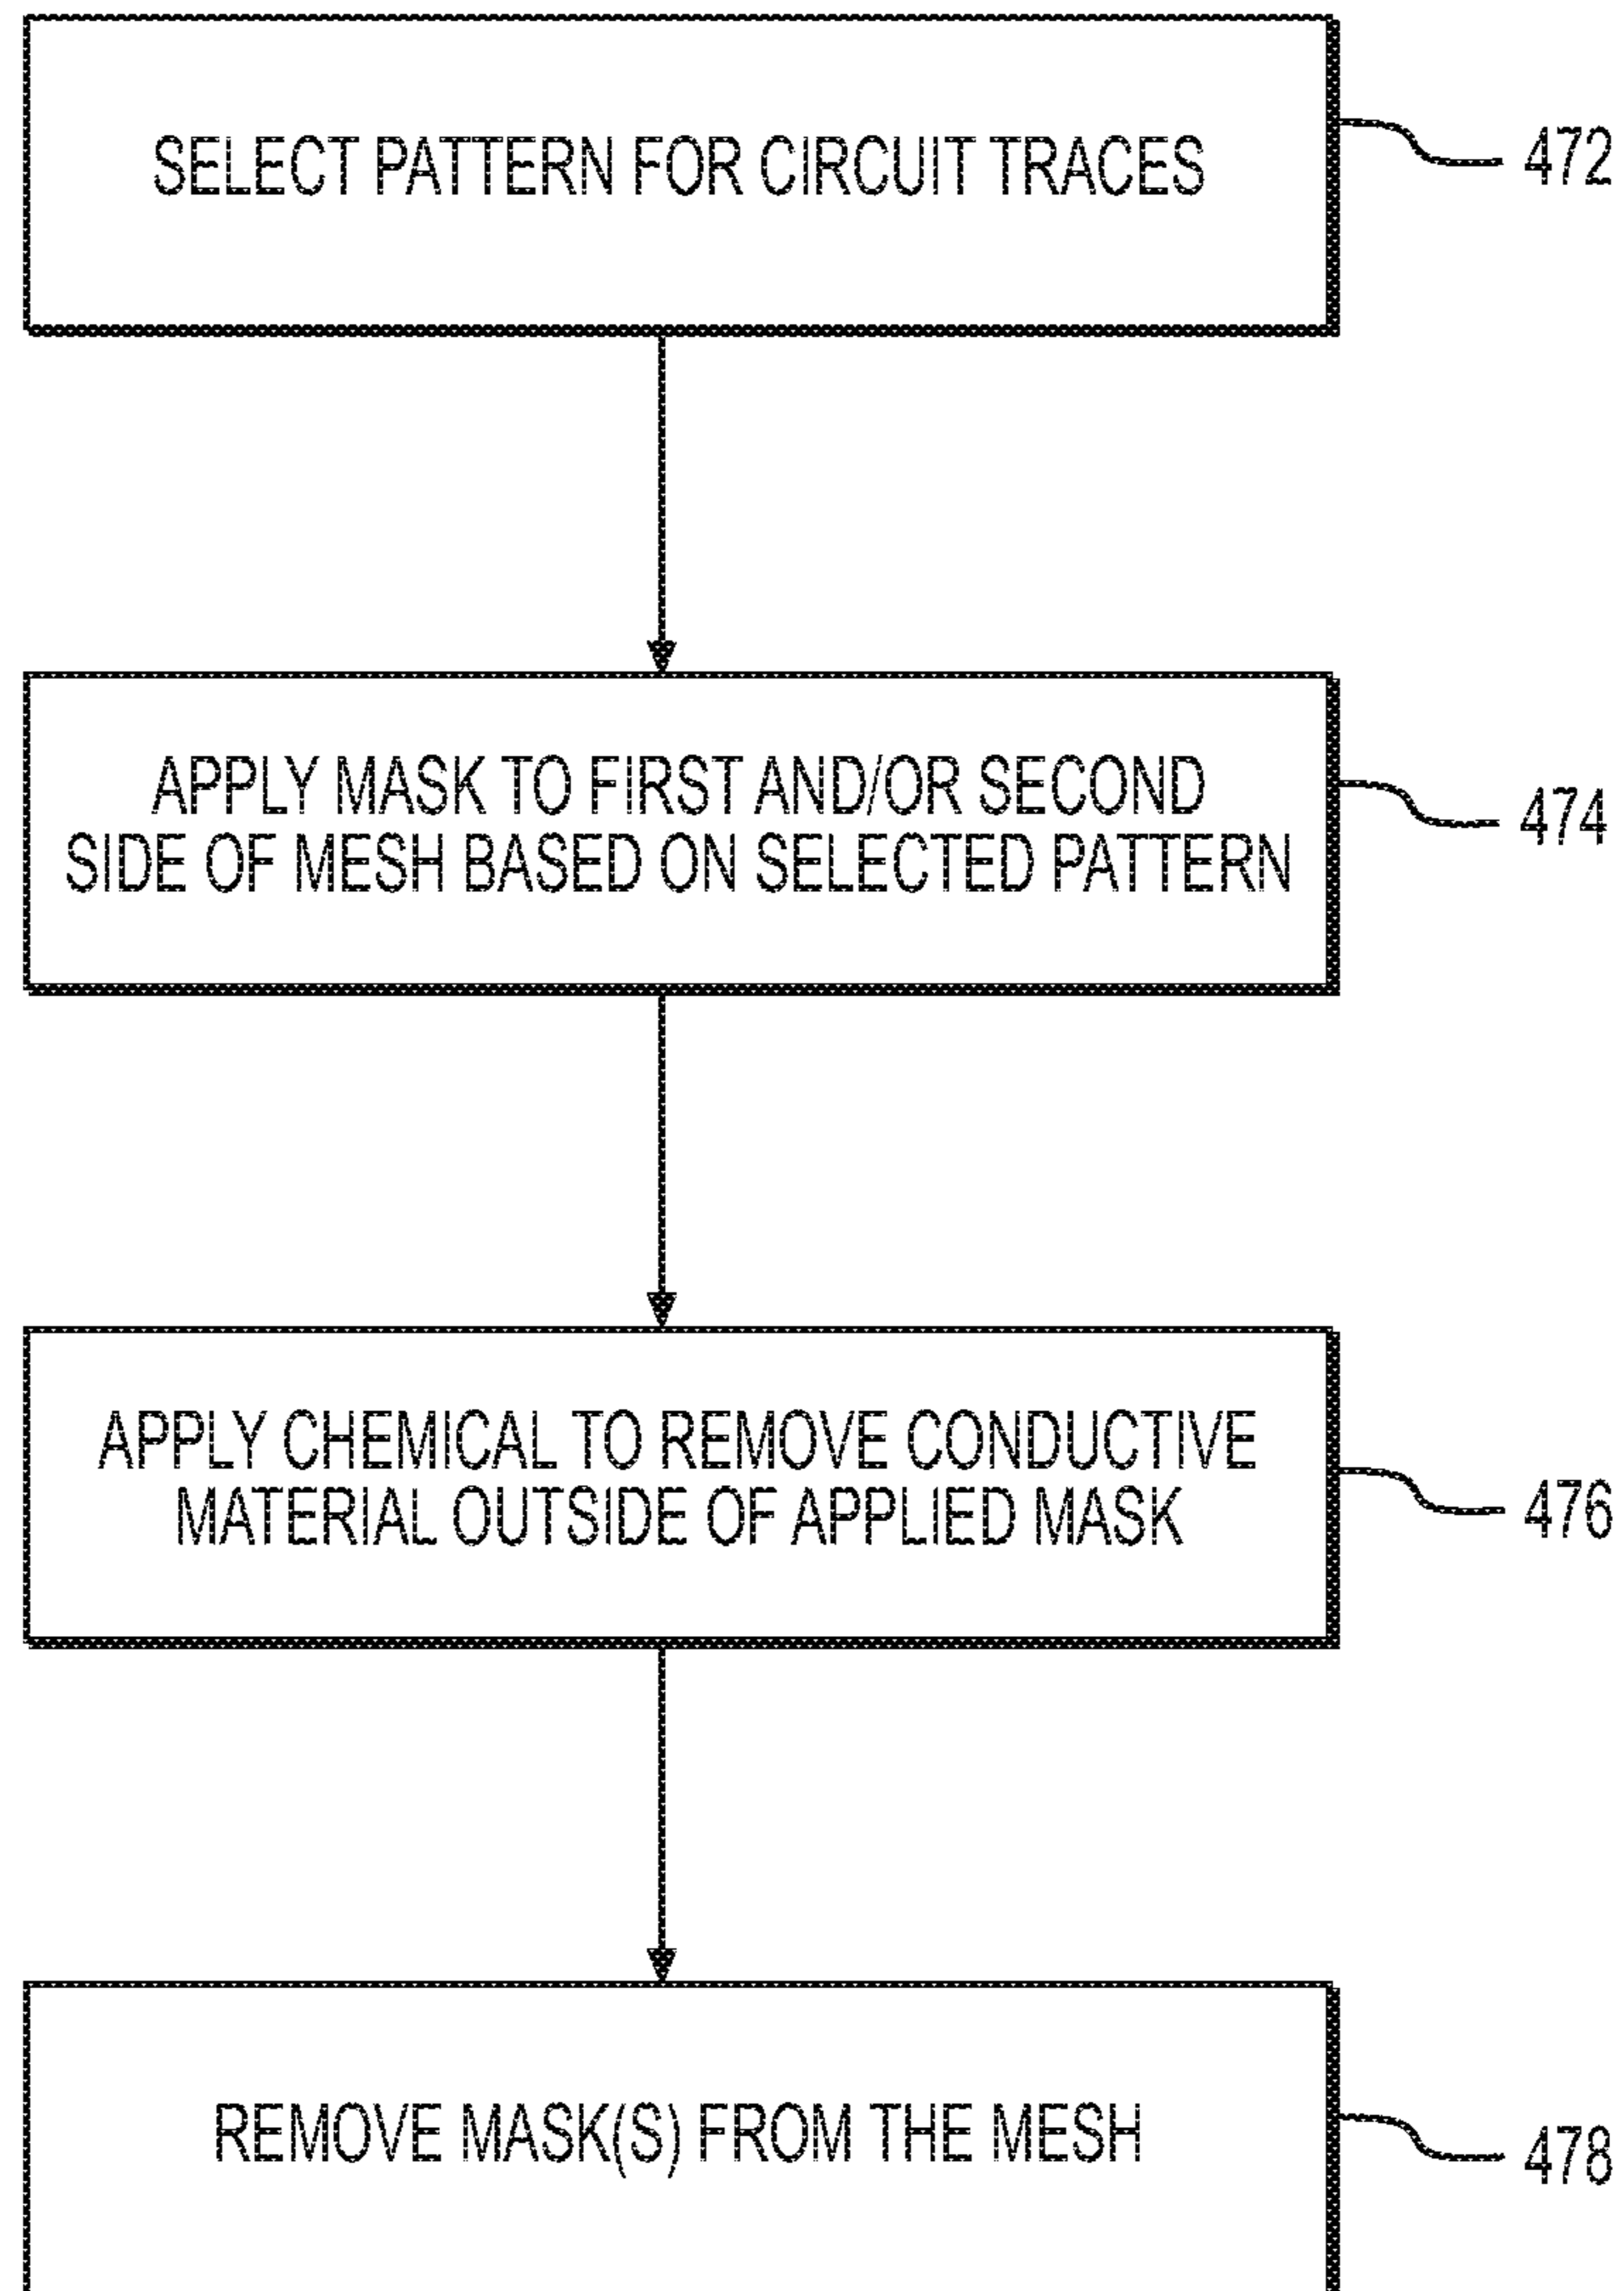 SELECT PATTERN FOR CIRCUIT TRACES
472
APPLY MASK TO FIRST AND/OR SECOND
SIDE OF MESH BASED ON SELECTED PATTERN
474
APPLY CHEMICAL TO REMOVE CONDUCTIVE
MATERIAL OUTSIDE OF APPLIED MASK
476
REMOVE MASK(S) FROM THE MESH
478